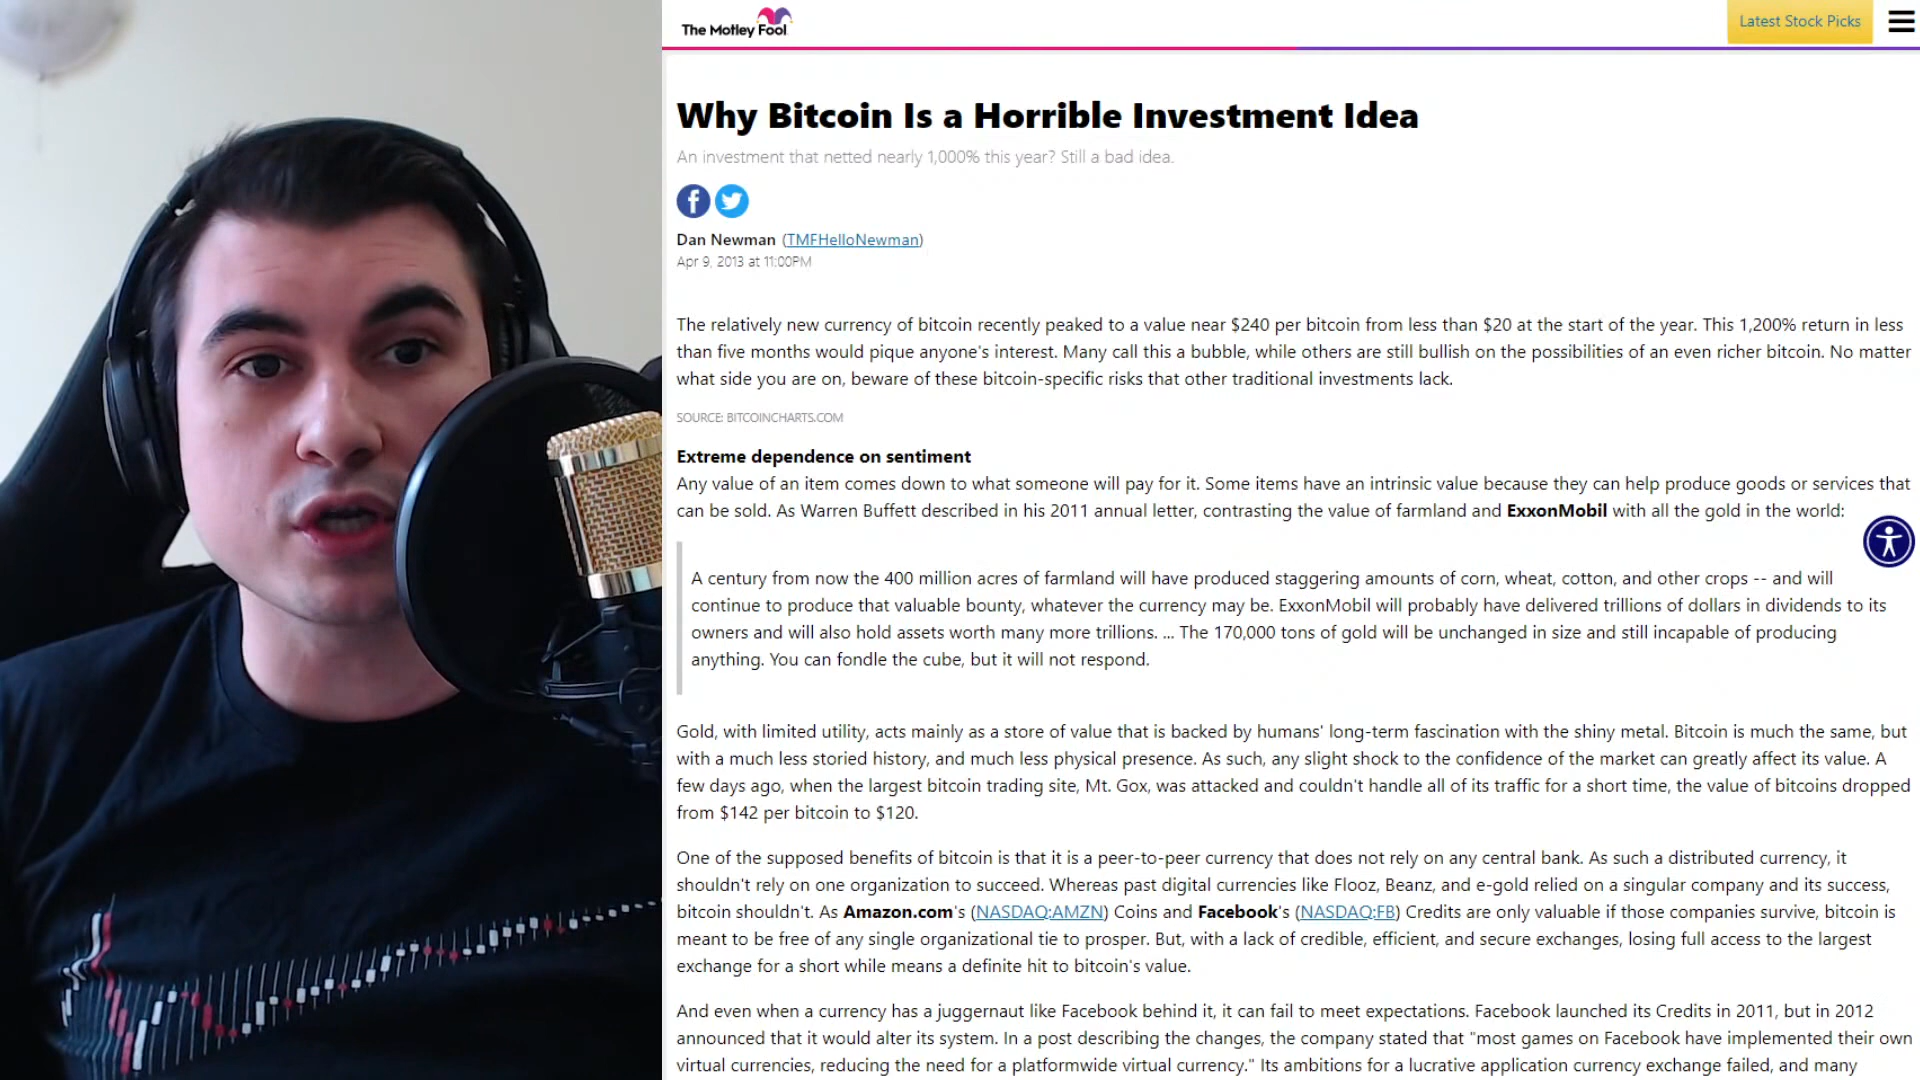 The Motley Fool
Latest Stock Picks
Why Bitcoin Is a Horrible Investment Idea
An investment that netted nearly 1,000% this year? Still a bad idea.
Dan Newman (TMFHelloNewman)
Apr 9, 2013 at 11:00PM
The relatively new currency of bitcoin recently peaked to a value near $240 per bitcoin from less than $20 at the start of the year. This 1,200% return in less
than five months would pique anyone's interest. Many call this a bubble, while others are still bullish on the possibilities of an even richer bitcoin. No matter
what side you are on, beware of these bitcoin-specific risks that other traditional investments lack.
SOURCE: BITCOINCHARTS.COM
Extreme dependence on sentiment
Any value of an item comes down to what someone will pay for it. Some items have an intrinsic value because they can help produce goods or services that
can be sold. As Warren Buffett described in his 2011 annual letter, contrasting the value of farmland and ExxonMobil with all the gold in the world:
A century from now the 400 million acres of farmland will have produced staggering amounts of corn, wheat, cotton, and other crops -- and will
continue to produce that valuable bounty, whatever the currency may be. ExxonMobil will probably have delivered trillions of dollars in dividends to its
owners and will also hold assets worth many more trillions. ... The 170,000 tons of gold will be unchanged in size and still incapable of producing
anything. You can fondle the cube, but it will not respond.
Gold, with limited utility, acts mainly as a store of value that is backed by humans' long-term fascination with the shiny metal. Bitcoin is much the same, but
with a much less storied history, and much less physical presence. As such, any slight shock to the confidence of the market can greatly affect its value. A
few days ago, when the largest bitcoin trading site, Mt. Gox, was attacked and couldn't handle all of its traffic for a short time, the value of bitcoins dropped
from $142 per bitcoin to $120.
One of the supposed benefits of bitcoin is that it is a peer-to-peer currency that does not rely on any central bank. As such a distributed currency, it
shouldn't rely on one organization to succeed. Whereas past digital currencies like Flooz, Beanz, and e-gold relied on a singular company and its success,
bitcoin shouldn't. As Amazon.com's (NASDAQ:AMZN) Coins and Facebook's (NASDAQ:FB) Credits are only valuable if those companies survive, bitcoin is
meant to be free of any single organizational tie to prosper. But, with a lack of credible, efficient, and secure exchanges, losing full access to the largest
exchange for a short while means a definite hit to bitcoin's value.
And even when a currency has a juggernaut like Facebook behind it, it can fail to meet expectations. Facebook launched its Credits in 2011, but in 2012
announced that it would alter its system. In a post describing the changes, the company stated that "most games on Facebook have implemented their own
virtual currencies, reducing the need for a platformwide virtual currency." Its ambitions for a lucrative application currency exchange failed, and many